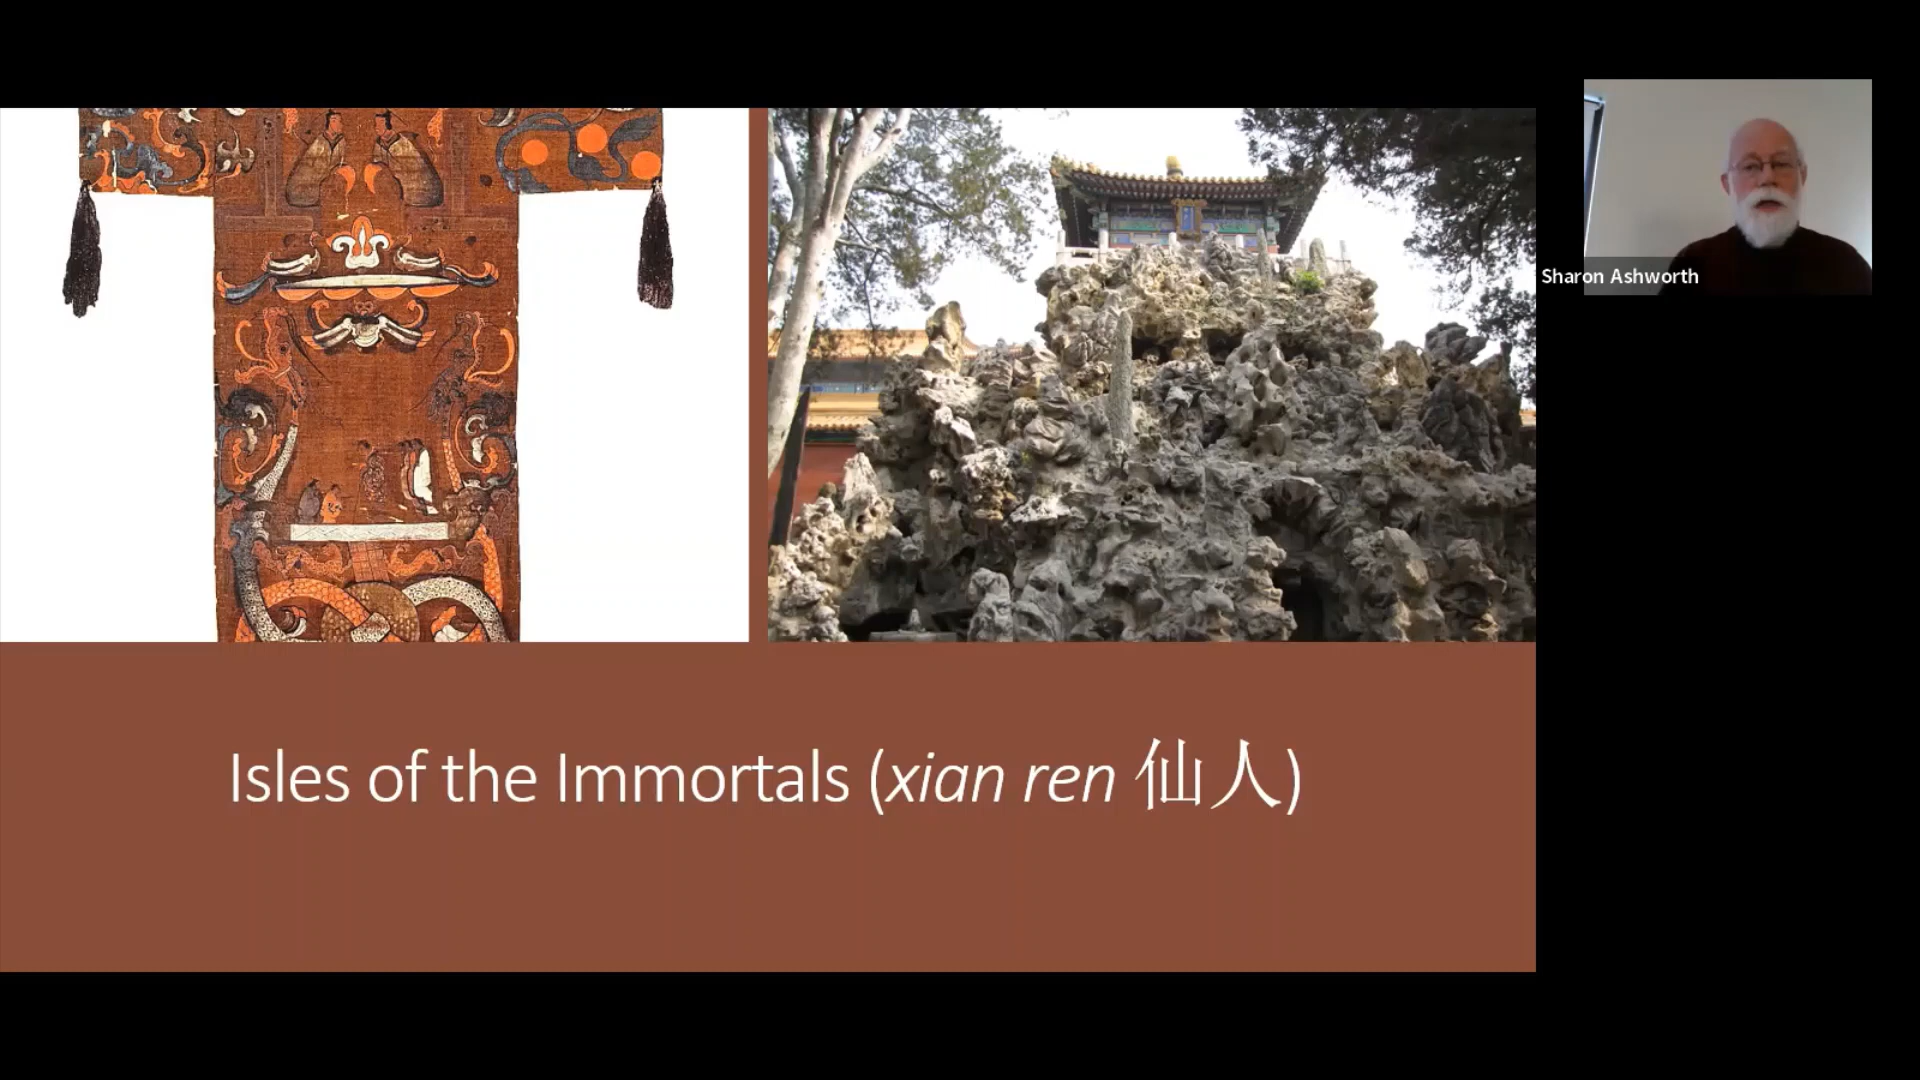 Sharon Ashworth
Isles of the Immortals (xian ren 仙人)